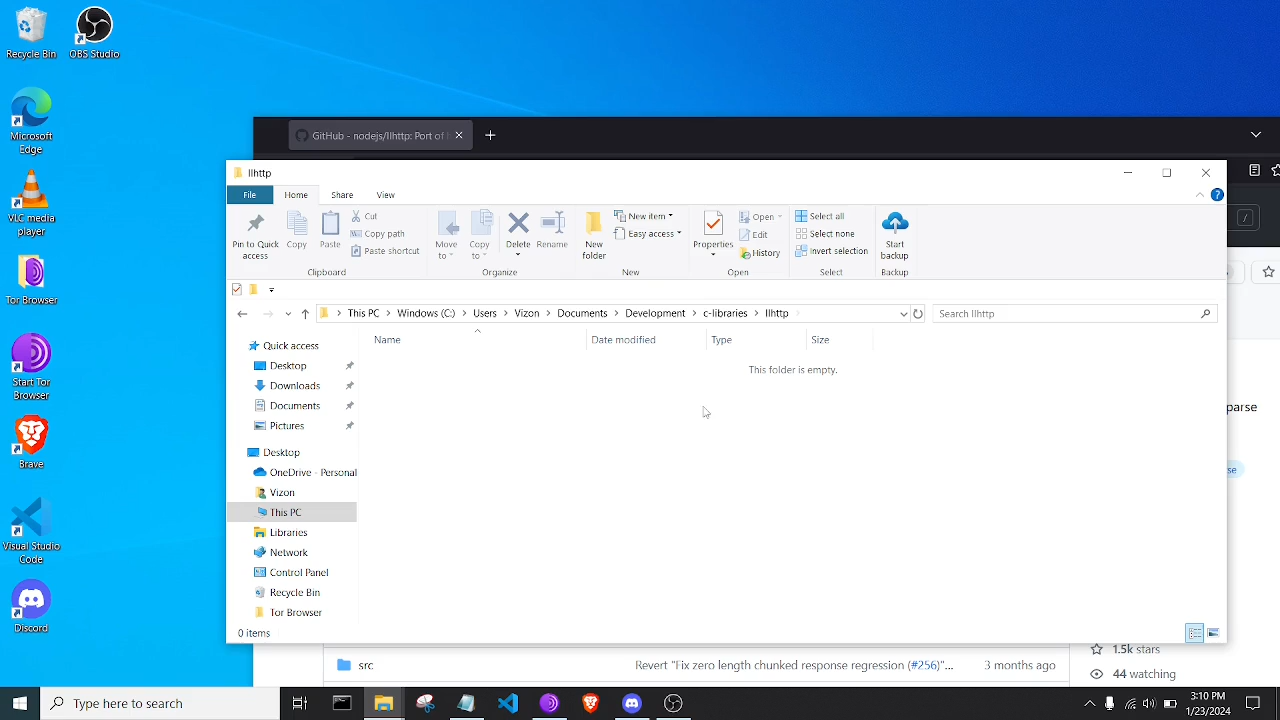 Recycle Bin
OBS Studio
Microsoft
Edge
VLC media
player
Tor Browser
Start Tor
Browser
Brave
Visual Studio
Code
Discord
GitHub - nodejs/llhttp: Port of
llhttp
File
Home
Share
View
Pin to Quick
access
Copy
Paste
Cut
Copy path
Paste shortcut
Clipboard
Move
to
Copy
to
Delete
Rename
Organize
New
folder
New item
Easy access
New
Properties
Open
Edit
History
Open
Select all
Select none
Invert selection
Select
Start
backup
Backup
/
This PC > Windows (C:) > Users > Vizon > Documents > Development > c-libraries > llhttp
Search llhttp
Name
Date modified
Type
Size
This folder is empty.
Quick access
Desktop
Downloads
Documents
Pictures
Desktop
OneDrive - Personal
Vizon
This PC
Libraries
Network
Control Panel
Recycle Bin
Tor Browser
0 items
parse
se
src
Revert "Fix zero length chunked response regression (#256)"...
3 months ago
1.5k stars
44 watching
Type here to search
3:10 PM
1/23/2024